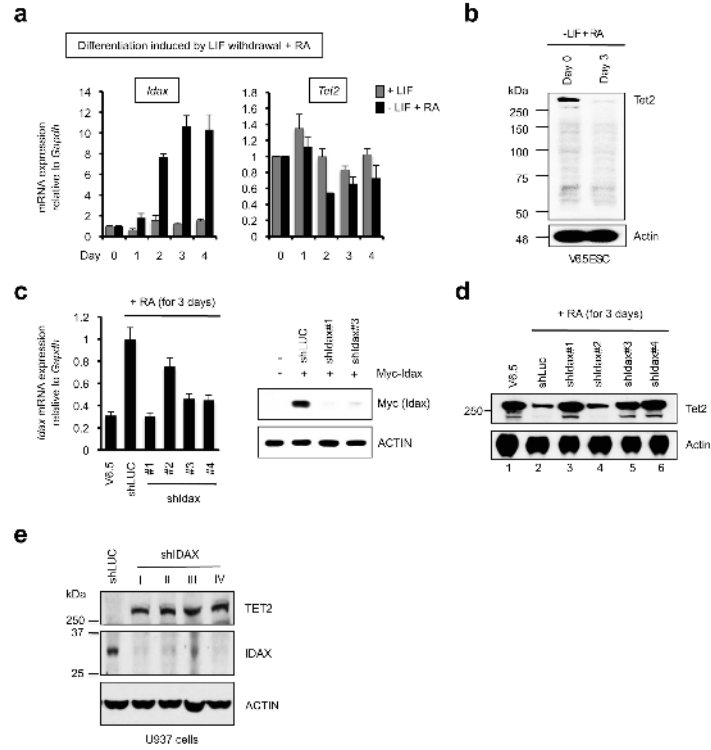 a
Differentiation induced by LIF withdrawal + RA
Idax
Tet2
+ LIF
- LIF + RA
mRNA expression
relative to Gapdh
14
12
10
8
6
4
2
0
1.8
1.6
1.4
1.2
1
0.8
0.6
0.4
0.2
0
Day 0 1 2 3 4
0 1 2 3 4
b
-LIF+RA
Day 0
Day 3
kDa
Tet2
250
150
100
75
50
46
Actin
V6.5ESC
c
+ RA (for 3 days)
Idax mRNA expression
relative to Gapdh
1.2
1
0.8
0.6
0.4
0.2
0
V6.5
shLUC
#1
#2
#3
#4
shIdax
-
shLUC
shIdax#1
shIdax#3
- + + + Myc-Idax
Myc (Idax)
ACTIN
d
+ RA (for 3 days)
V6.5
shLuc
shIdax#1
shIdax#2
shIdax#3
shIdax#4
250
Tet2
Actin
1 2 3 4 5 6
e
shLUC
shIDAX
I II III IV
kDa
TET2
250
37
IDAX
25
ACTIN
U937 cells